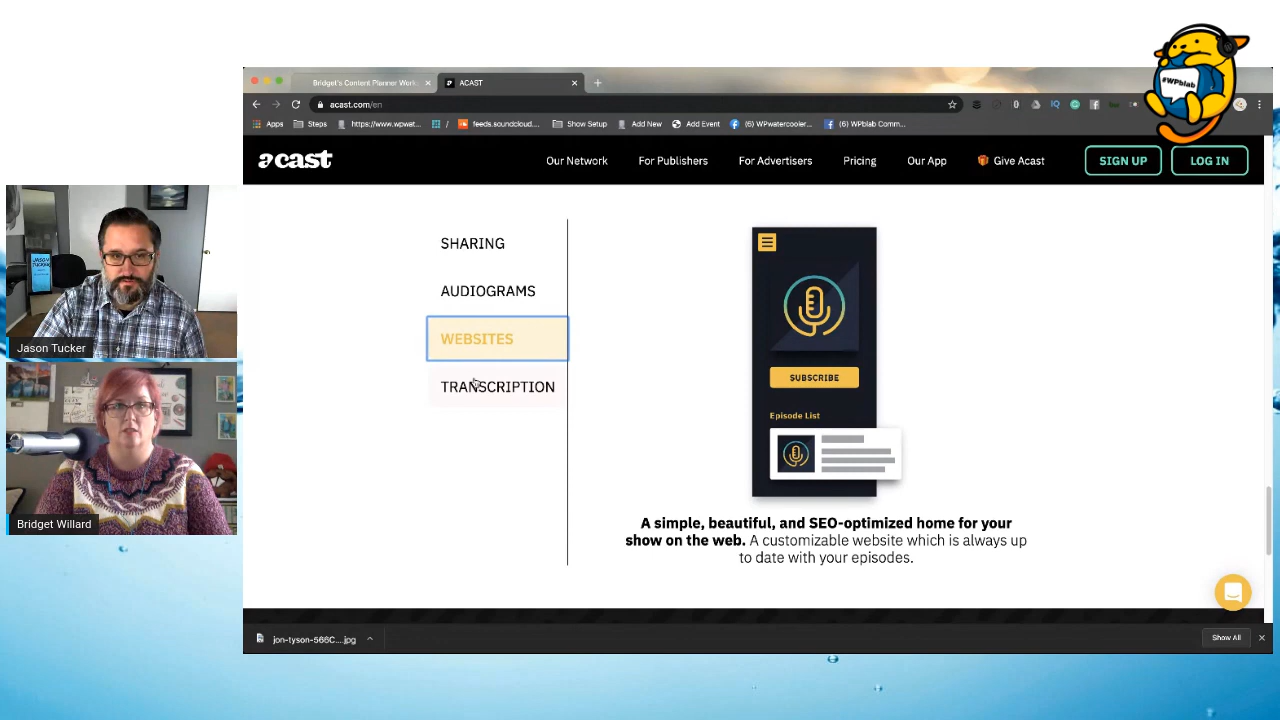 #WPblab
Bridget's Content Planner Work
ACAST
acast.com/en
Apps
Steps
https://www.wpwat...
/
feeds.soundcloud....
Show Setup
Add New
Add Event
(6) WPwatercooler...
(6) WPblab Comm...
acast
Our Network
For Publishers
For Advertisers
Pricing
Our App
Give Acast
SIGN UP
LOG IN
SHARING
AUDIOGRAMS
WEBSITES
TRANSCRIPTION
SUBSCRIBE
Episode List
A simple, beautiful, and SEO-optimized home for your
show on the web. A customizable website which is always up
to date with your episodes.
jon-tyson-566C....jpg
Show All
JASON
TUCKER
Jason Tucker
Bridget Willard